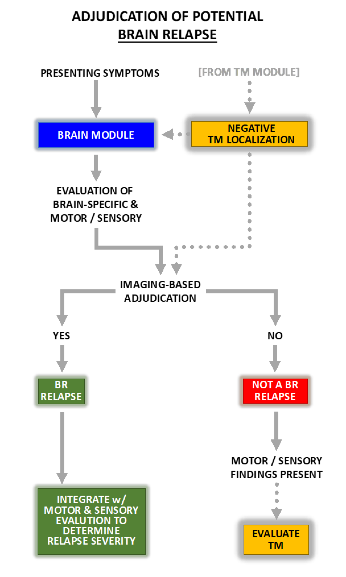 ADJUDICATION OF POTENTIAL
BRAIN RELAPSE
PRESENTING SYMPTOMS
[FROM TM MODULE]
BRAIN MODULE
NEGATIVE
TM LOCALIZATION
EVALUATION OF
BRAIN-SPECIFIC &
MOTOR / SENSORY
IMAGING-BASED
ADJUDICATION
YES
NO
BR
RELAPSE
NOT A BR
RELAPSE
MOTOR / SENSORY
FINDINGS PRESENT
INTEGRATE w/
MOTOR & SENSORY
EVALUTION TO
DETERMINE
RELAPSE SEVERITY
EVALUATE
TM